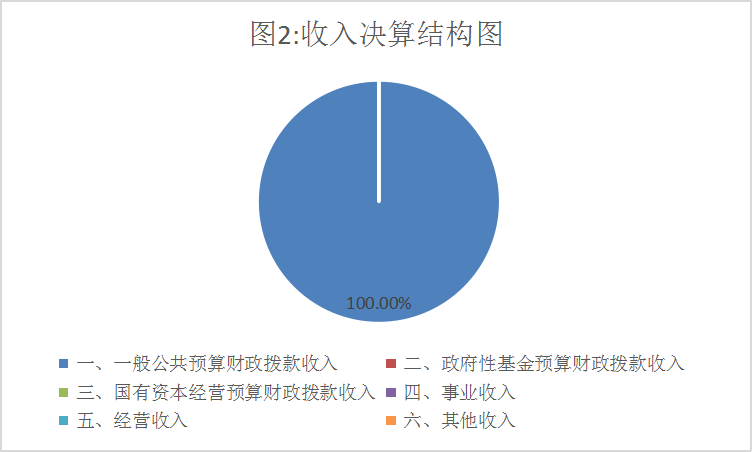 图2:收入决算结构图
100.00%
一、一般公共预算财政拨款收入
二、政府性基金预算财政拨款收入
三、国有资本经营预算财政拨款收入
四、事业收入
五、经营收入
六、其他收入